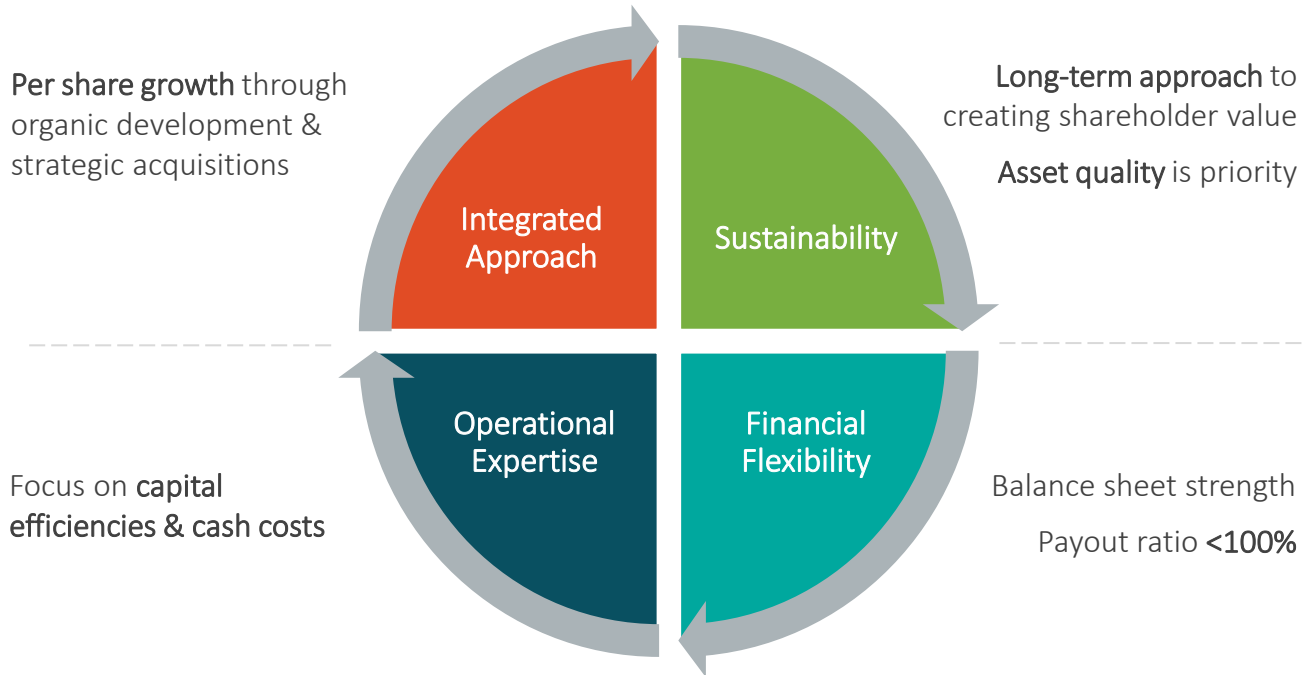 Per share growth through
organic development &
strategic acquisitions
Integrated
Approach
Sustainability
Long-term approach to
creating shareholder value
Asset quality is priority
Focus on capital
efficiencies & cash costs
Operational
Expertise
Financial
Flexibility
Balance sheet strength
Payout ratio <100%